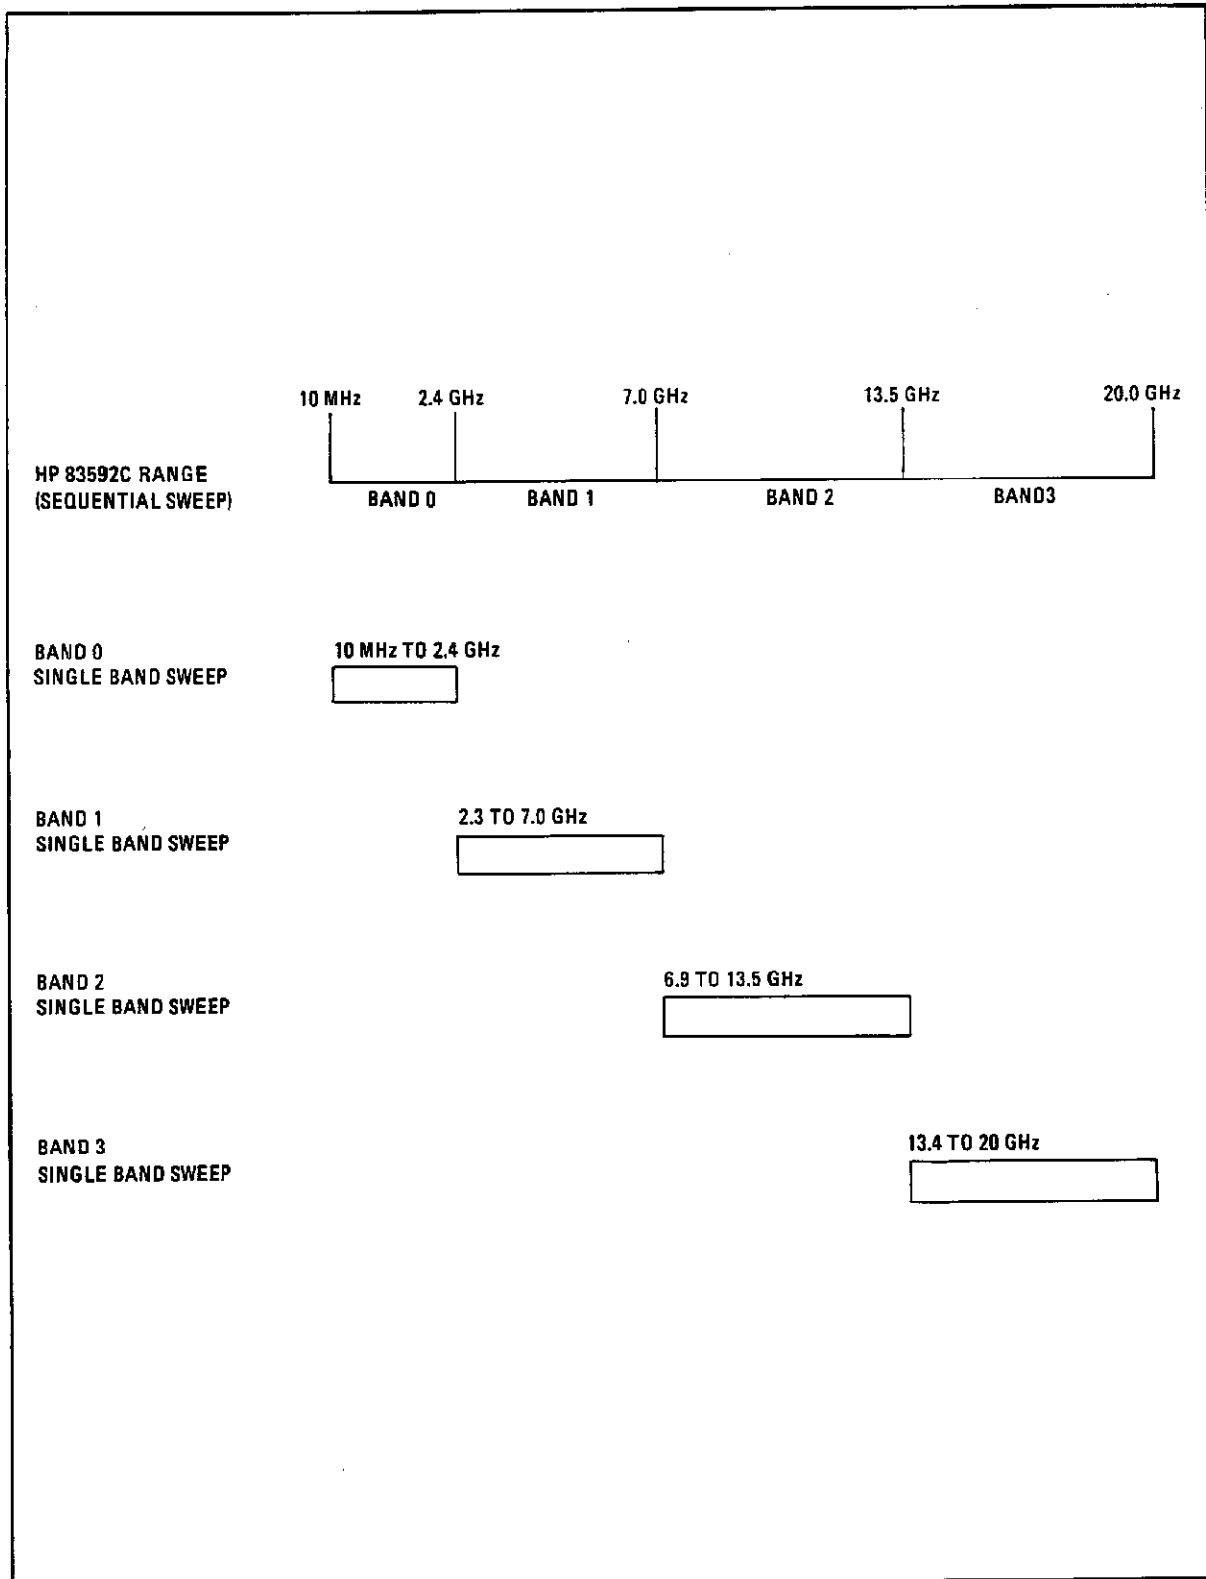 10 MHz 2.4 GHz 7.0 GHz 13.5 GHz 20.0 GHz
HP 83592C RANGE
(SEQUENTIAL SWEEP)
BAND 0 BAND 1 BAND 2 BAND3
BAND 0
SINGLE BAND SWEEP
10 MHz TO 2.4 GHz
BAND 1
SINGLE BAND SWEEP
2.3 TO 7.0 GHz
BAND 2
SINGLE BAND SWEEP
6.9 TO 13.5 GHz
BAND 3
SINGLE BAND SWEEP
13.4 TO 20 GHz